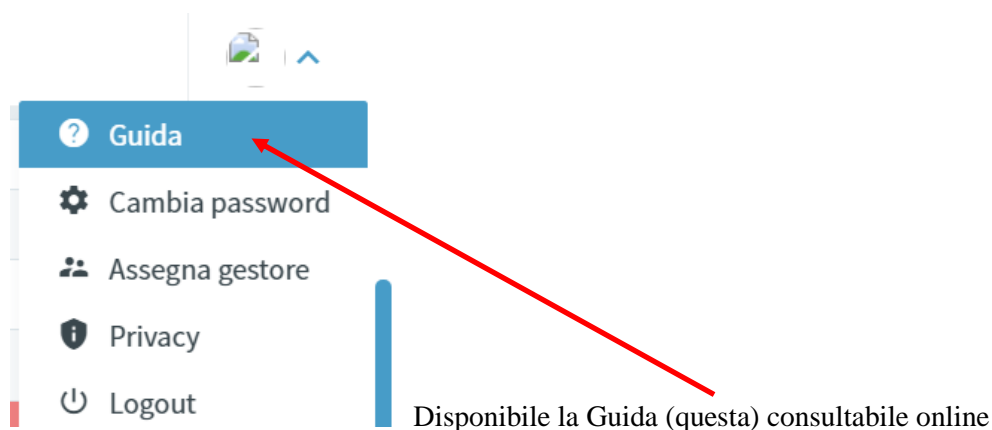 Guida
Cambia password
Assegna gestore
Privacy
Logout
Disponibile la Guida (questa) consultabile online